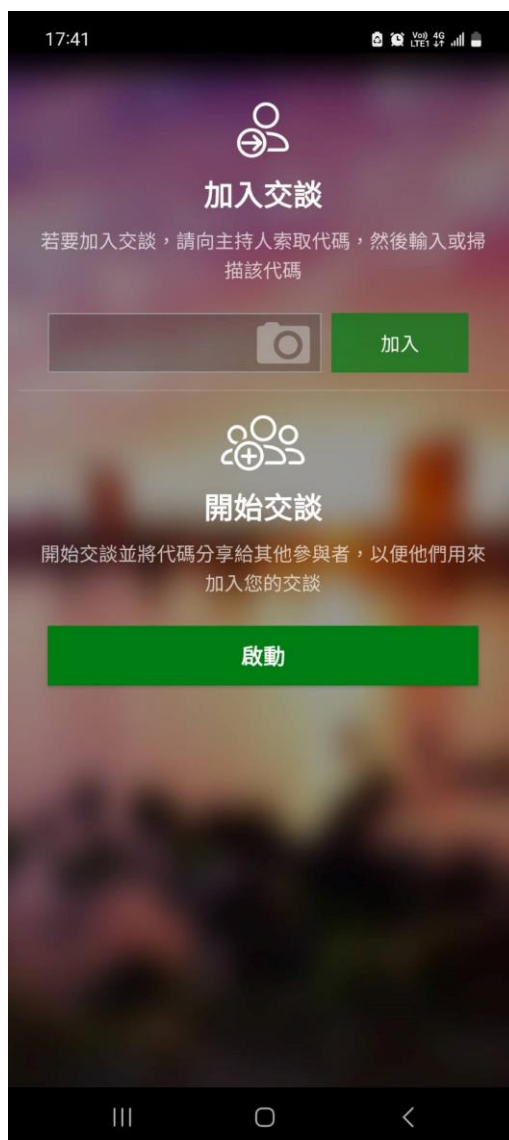 17:41
Vo)) 4G
LTE1
加入交談
若要加入交談，請向主持人索取代碼，然後輸入或掃
描該代碼
加入
開始交談
開始交談並將代碼分享給其他參與者，以便他們用來
加入您的交談
啟動